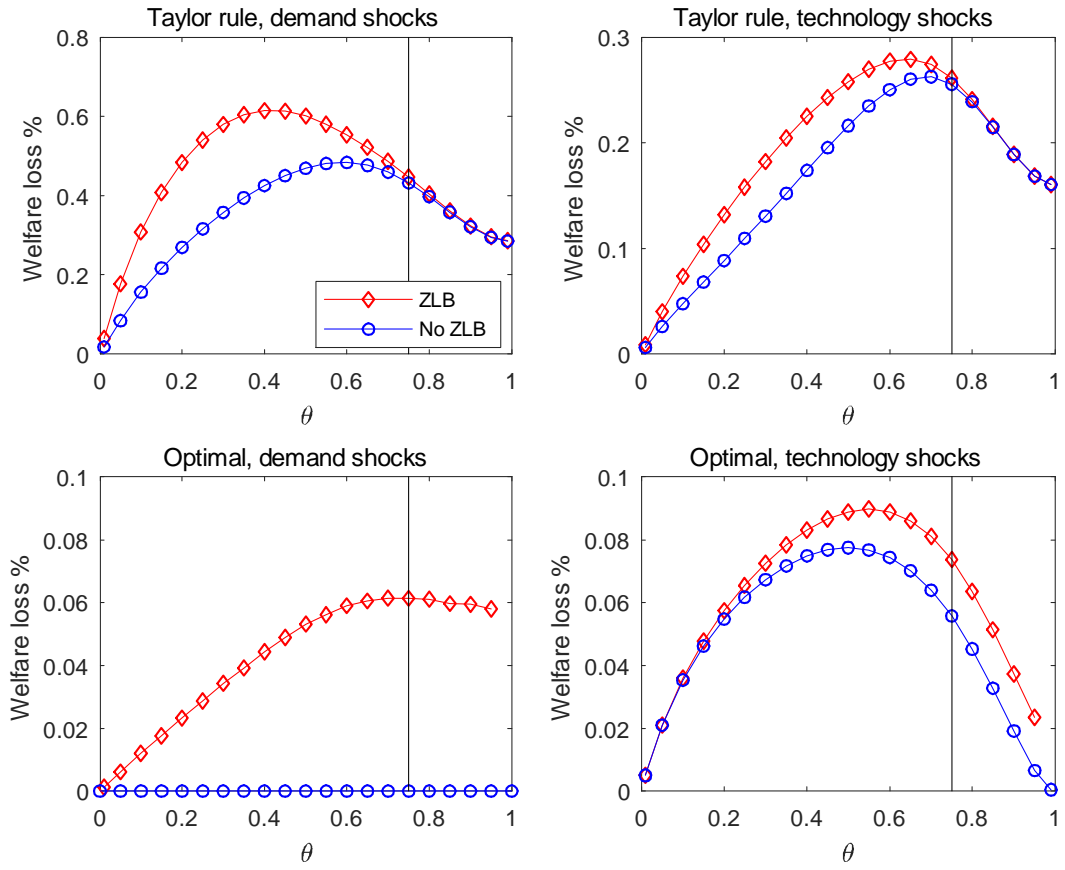 Taylor rule, demand shocks
Welfare loss %
0.8
0.6
0.4
0.2
0
0 0.2 0.4 0.6 0.8 1
θ
ZLB
No ZLB
Taylor rule, technology shocks
Welfare loss %
0.3
0.2
0.1
0
0 0.2 0.4 0.6 0.8 1
θ
Optimal, demand shocks
Welfare loss %
0.1
0.08
0.06
0.04
0.02
0
0 0.2 0.4 0.6 0.8 1
θ
Optimal, technology shocks
Welfare loss %
0.1
0.08
0.06
0.04
0.02
0
0 0.2 0.4 0.6 0.8 1
θ